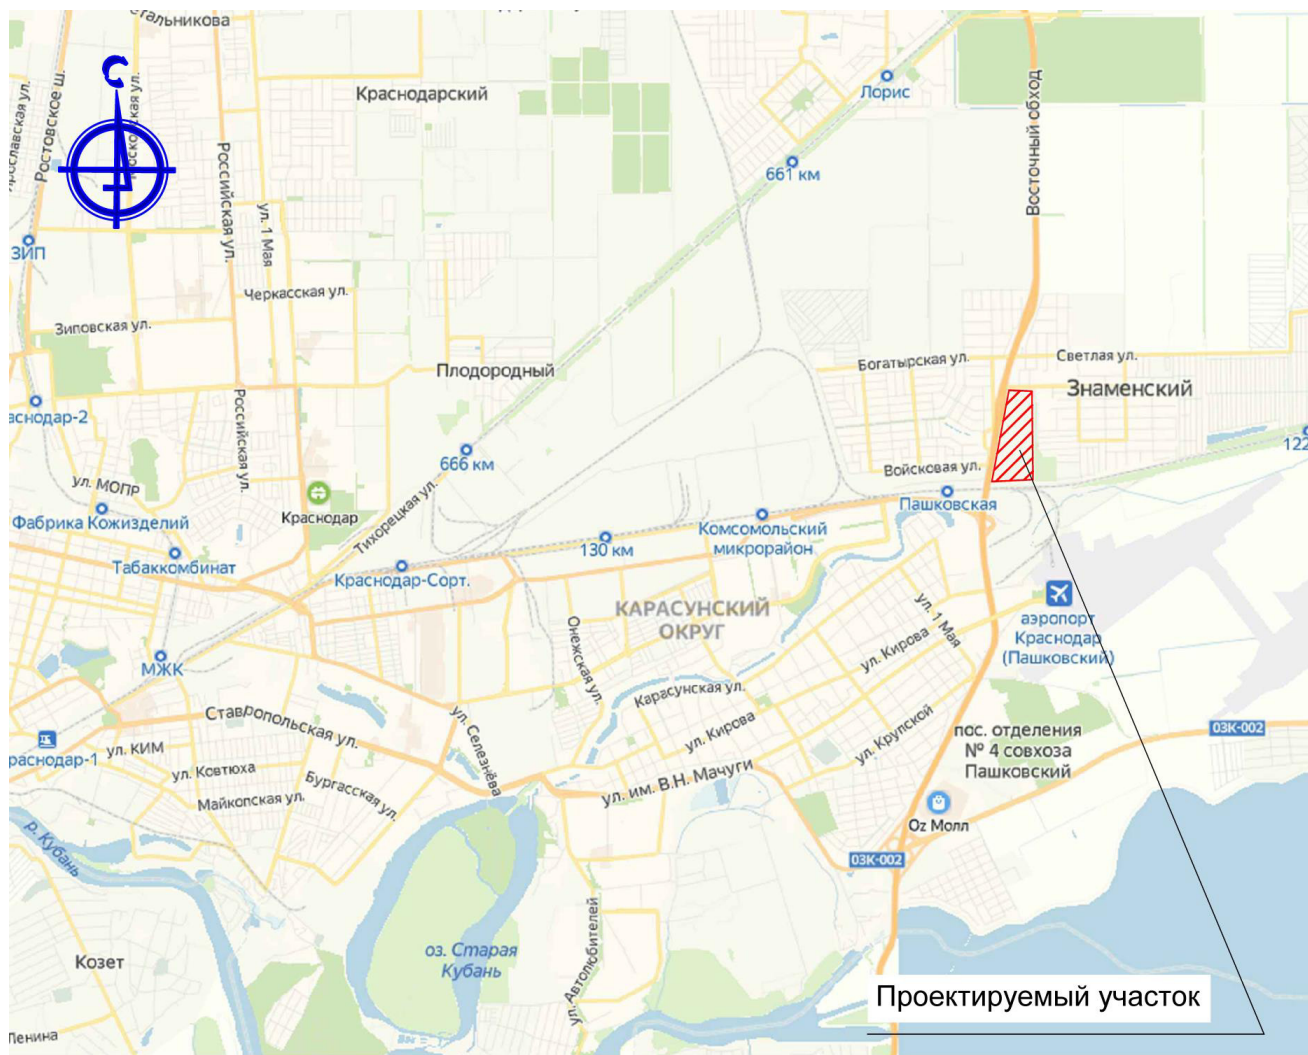 тальникова
Ростовское ш.
Российская ул.
ул. 1 Мая
С
Краснодарский
Лорис
661 км
Восточный обход
ЗИП
Черкасская ул.
Зиповская ул.
Плодородный
Богатырская ул.
Светлая ул.
Знаменский
аснодар-2
Российская ул.
666 км
122
Войсковая ул.
Пашковская
ул. МОПР
Фабрика Кожизделий
Краснодар
Тихорецкая ул.
Комсомольский
микрорайон
130 км
Табаккомбинат
Краснодар-Сорт.
КАРАСУНСКИЙ
ОКРУГ
Онежская ул.
ул. 1 Мая
ул. Кирова
аэропорт
Краснодар
(Пашковский)
МЖК
Карасунская ул.
Ставропольская ул.
ул. Селезнёва
ул. Кирова
ул. Крупской
пос. отделения
№ 4 совхоза
Пашковский
03К-002
раснодар-1
ул. КИМ
ул. Ковтюха
Бургасская ул.
Майкопская ул.
ул. им. В.Н. Мачуги
Oz Молл
03К-002
р. Кубань
Козет
оз. Старая
Кубань
ул. Автолюбителей
Проектируемый участок
Ленина